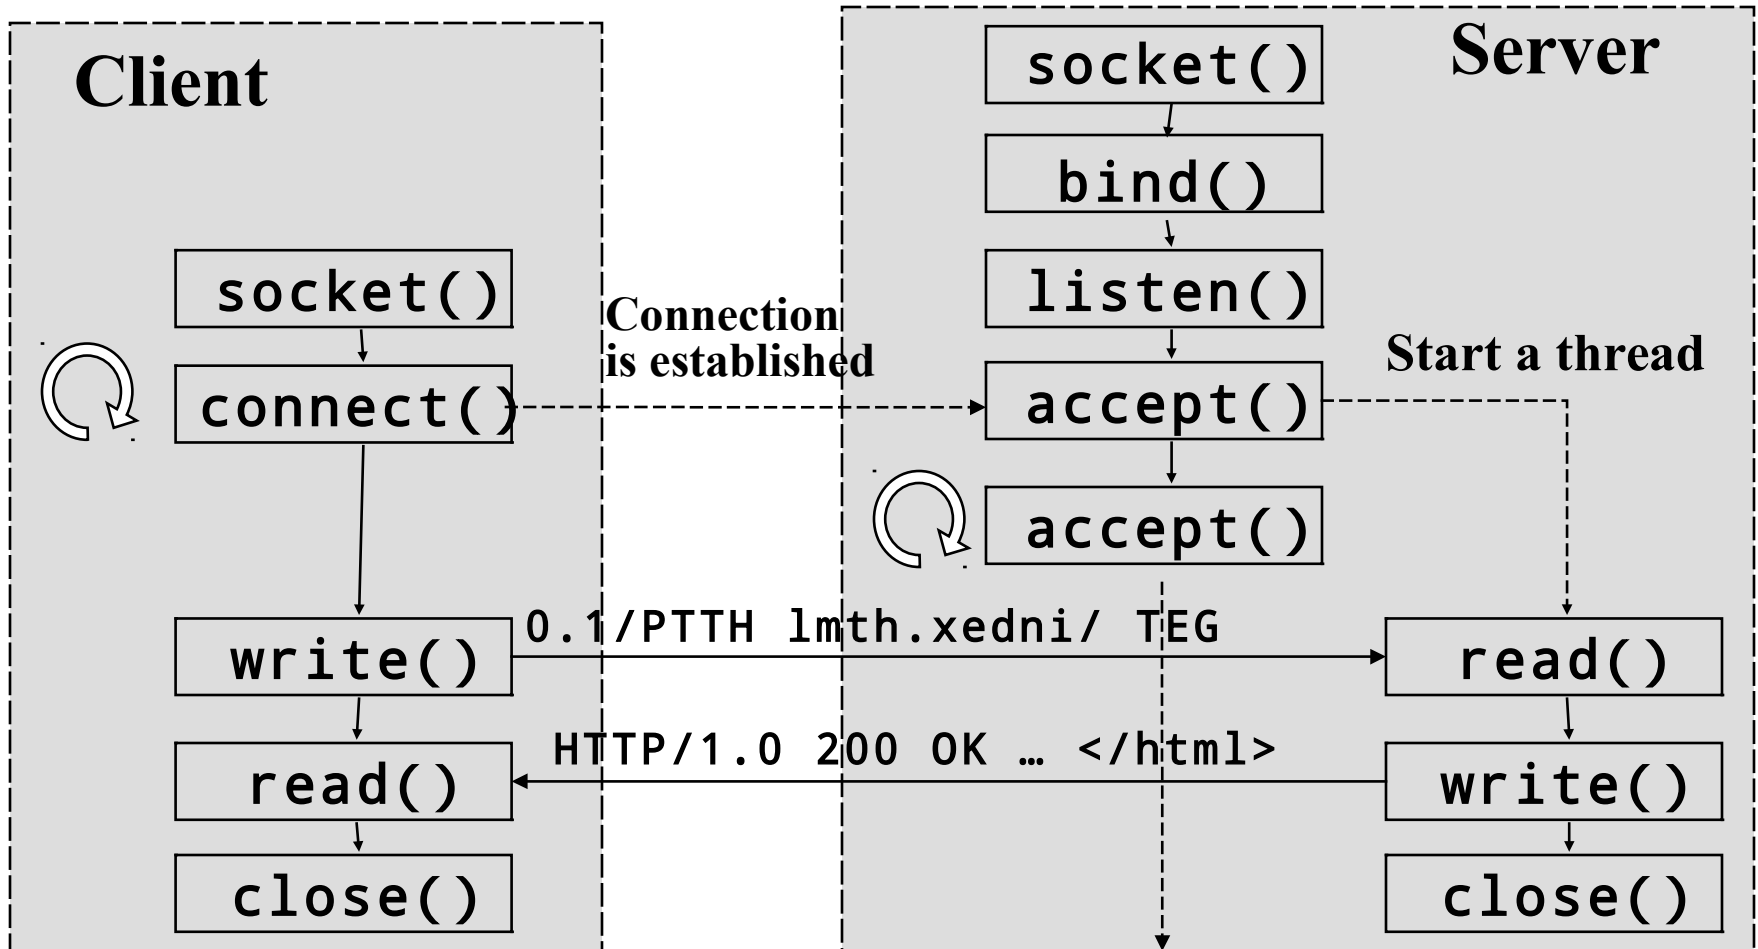 Client
Server
socket()
bind()
socket()
listen()
Connection
is established
Start a thread
connect()
accept()
accept()
0.1/PTTH lmth.xedni/ TEG
write()
read()
HTTP/1.0 200 OK … </html>
read()
write()
close()
close()